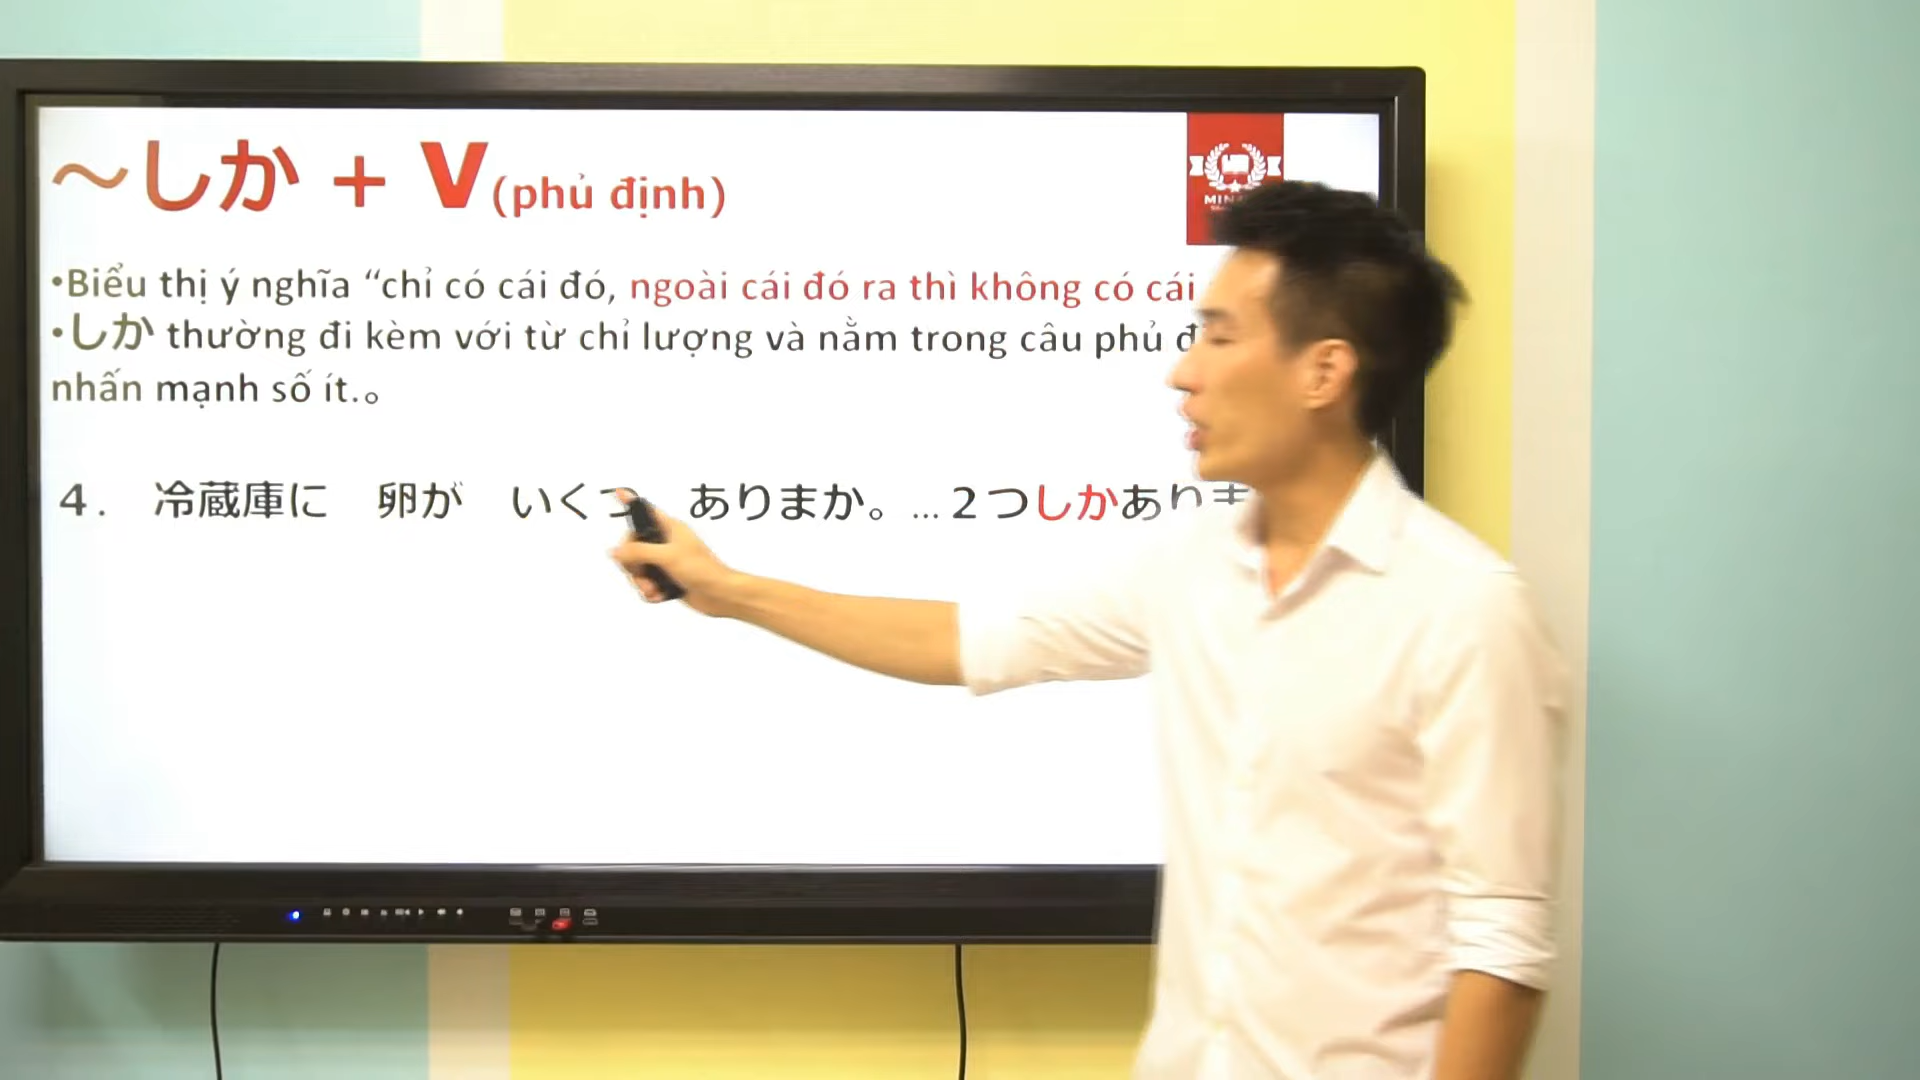 ～しか + V(phủ định)
•Biểu thị ý nghĩa “chỉ có cái đó, ngoài cái đó ra thì không có cái
•しか thường đi kèm với từ chỉ lượng và nằm trong câu phủ
nhấn mạnh số ít.。
４． 冷蔵庫に 卵が いくつ ありまか。…２つしかありま